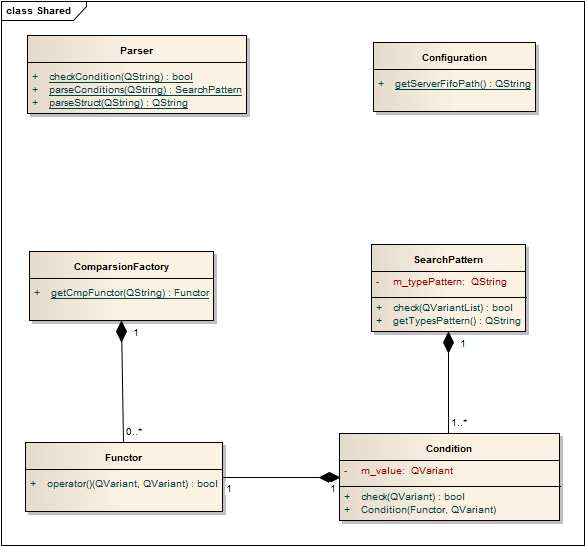 class Shared
Parser
+ checkCondition(QString) : bool
+ parseConditions(QString) : SearchPattern
+ parseStruct(QString) : QString
Configuration
+ getServerFifoPath() : QString
ComparsionFactory
+ getCmpFunctor(QString) : Functor
SearchPattern
- m_typePattern: QString
+ check(QVariantList) : bool
+ getTypesPattern() : QString
1
1
0..*
1..*
Functor
+ operator()(QVariant, QVariant) : bool
1
1
Condition
- m_value: QVariant
+ check(QVariant) : bool
+ Condition(Functor, QVariant)